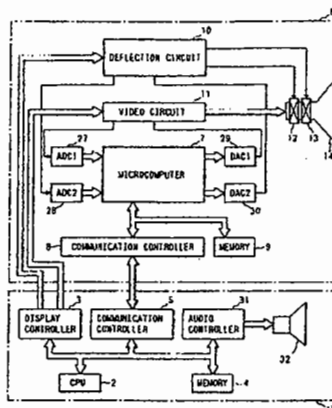 10
DEFLECTION CIRCUIT
11
VIDEO CIRCUIT
12
13
14
27
ADC1
7
29
DAC1
MICROCOMPUTER
ADC2
DAC2
28
30
8
COMMUNICATION CONTROLLER
MEMORY
9
3
DISPLAY
CONTROLLER
5
COMMUNICATION
CONTROLLER
31
AUDIO
CONTROLLER
32
CPU
2
MEMORY
4